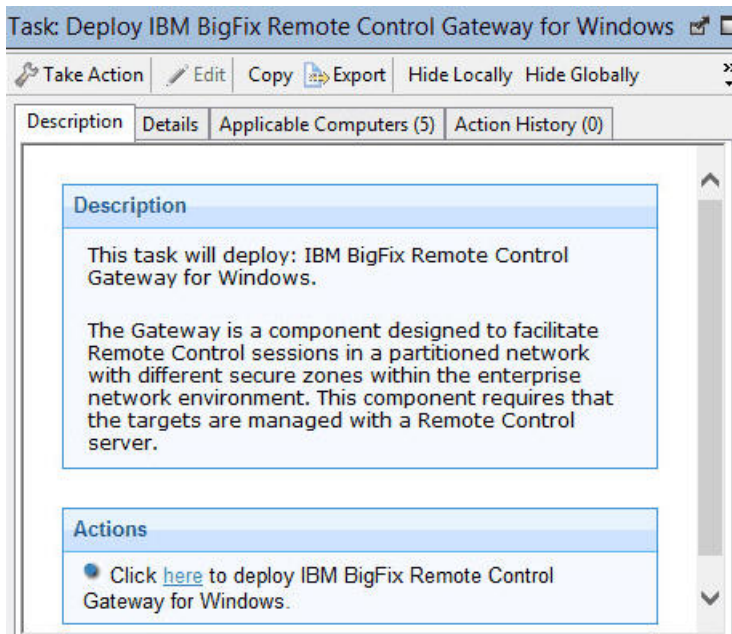 Task: Deploy IBM BigFix Remote Control Gateway for Windows
Take Action Edit Copy Export Hide Locally Hide Globally »
Description Details Applicable Computers (5) Action History (0)
Description
This task will deploy: IBM BigFix Remote Control
Gateway for Windows.
The Gateway is a component designed to facilitate
Remote Control sessions in a partitioned network
with different secure zones within the enterprise
network environment. This component requires that
the targets are managed with a Remote Control
server.
Actions
Click here to deploy IBM BigFix Remote Control
Gateway for Windows.